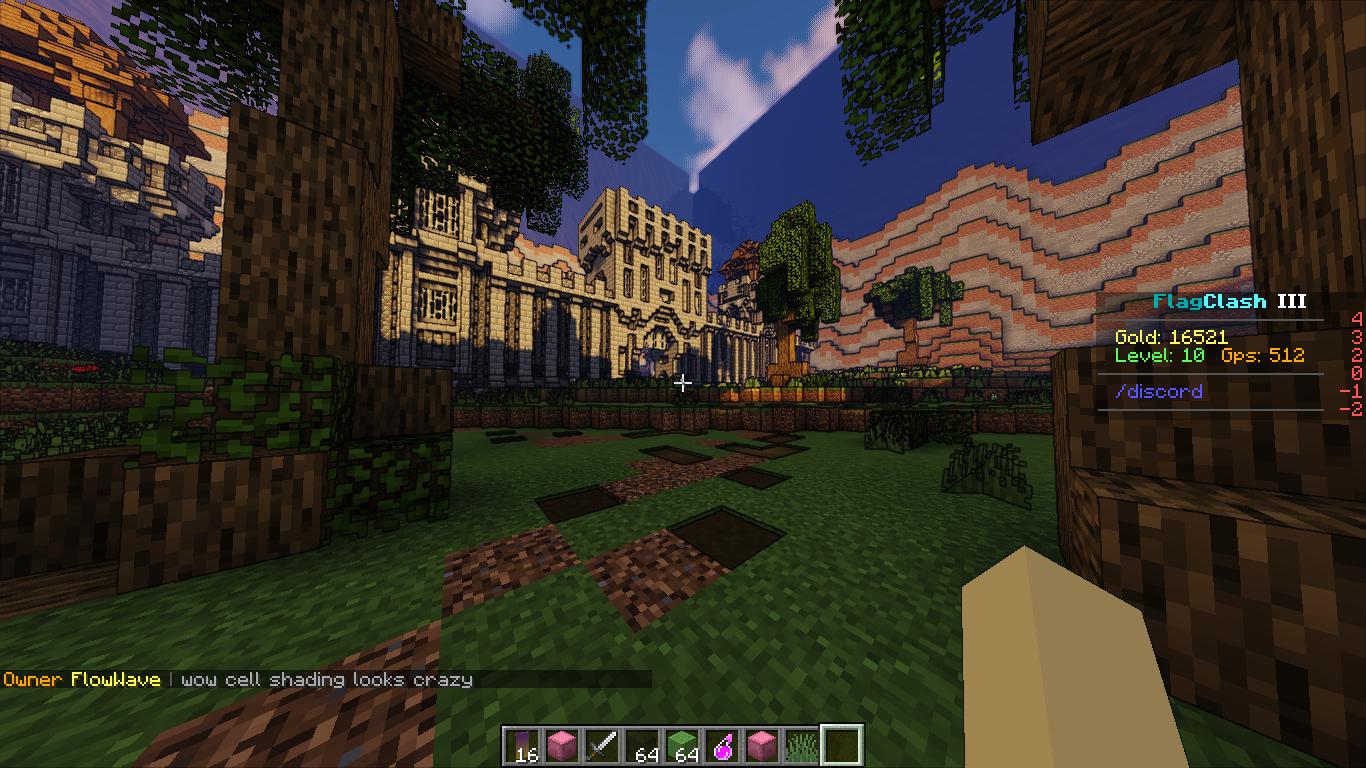 FlagClash III
4
Gold: 16521
3
Level: 10 Gps: 512
2
0
/discord
-1
-2
Owner FlowWave | wow cell shading looks crazy
16
64
64